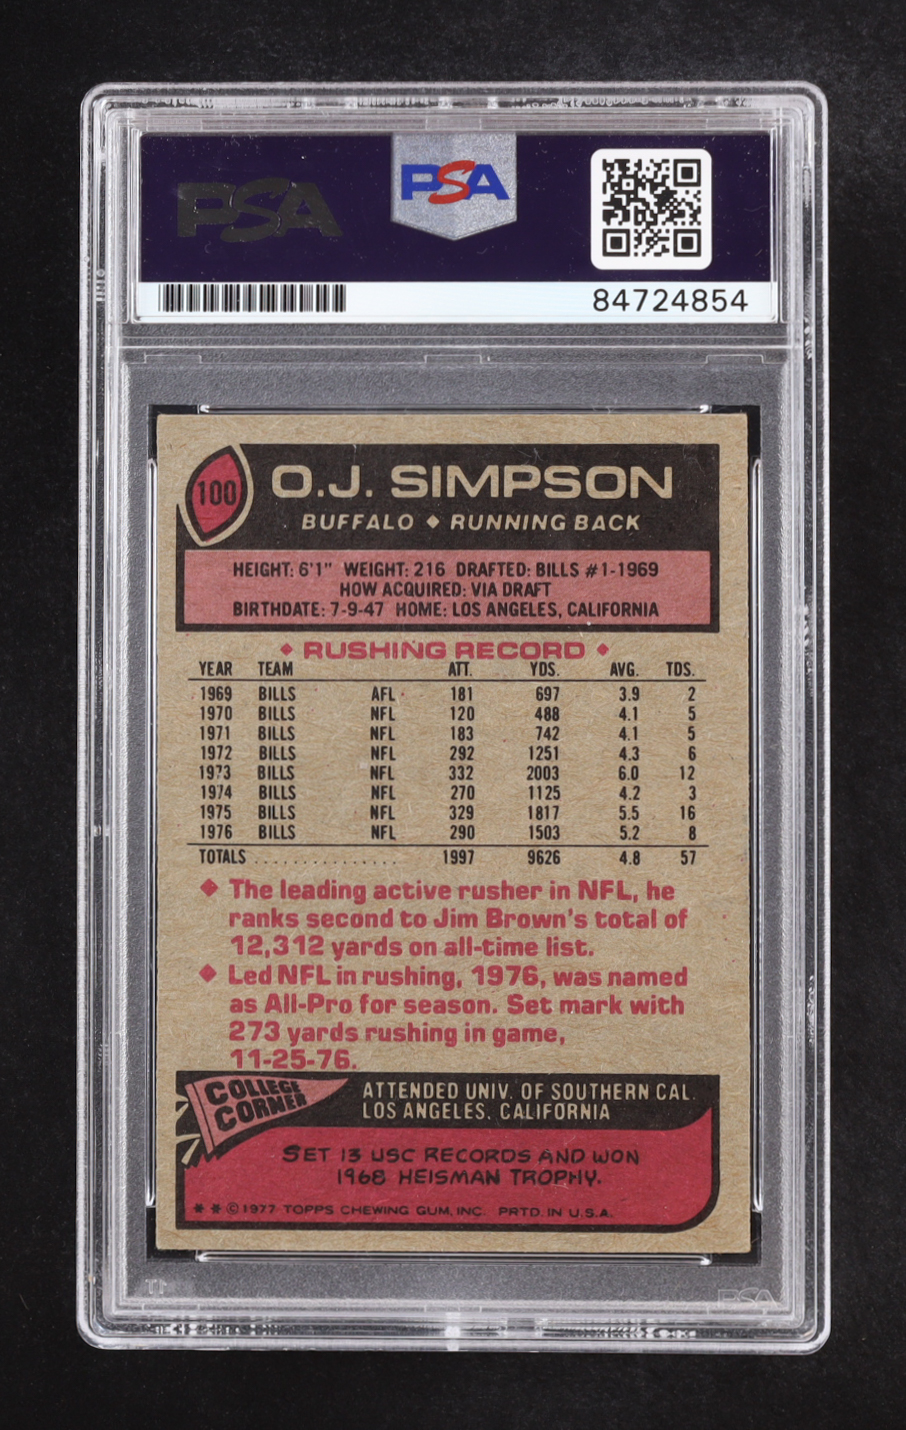 PSA
PSA
84724854
100
O.J. SIMPSON
BUFFALO ♦ RUNNING BACK
HEIGHT: 6'1" WEIGHT: 216 DRAFTED: BILLS #1-1969
HOW ACQUIRED: VIA DRAFT
BIRTHDATE: 7-9-47 HOME: LOS ANGELES, CALIFORNIA
♦ RUSHING RECORD ♦
YEAR TEAM ATT. YDS. AVG. TDS.
1969 BILLS AFL 181 697 3.9 2
1970 BILLS NFL 120 488 4.1 5
1971 BILLS NFL 183 742 4.1 5
1972 BILLS NFL 292 1251 4.3 6
1973 BILLS NFL 332 2003 6.0 12
1974 BILLS NFL 270 1125 4.2 3
1975 BILLS NFL 329 1817 5.5 16
1976 BILLS NFL 290 1503 5.2 8
TOTALS ............... 1997 9626 4.8 57
♦ The leading active rusher in NFL, he
ranks second to Jim Brown's total of
12,312 yards on all-time list.
♦ Led NFL in rushing, 1976, was named
as All-Pro for season. Set mark with
273 yards rushing in game,
11-25-76.
COLLEGE
CORNER
ATTENDED UNIV. OF SOUTHERN CAL.
LOS ANGELES, CALIFORNIA
SET 13 USC RECORDS AND WON
1968 HEISMAN TROPHY.
* * © 1977 TOPPS CHEWING GUM, INC. PRTD. IN U.S.A.
PSA